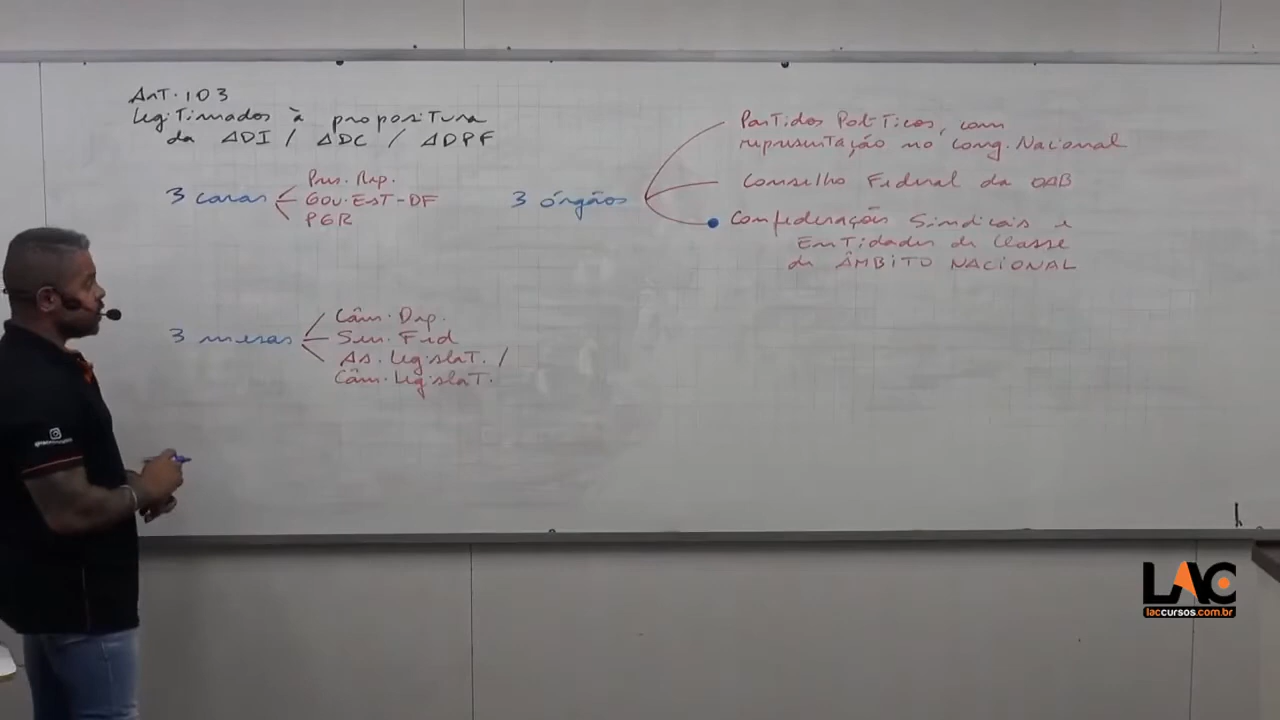 Art. 103
Legitimados à propositura
da ADI / ADC / ADPF
3 caras
Pres. Rep.
Gov. Est - DF
PGR
3 mesas
Câm. Dep.
Sen. Fed
As. Legislat. /
Câm. Legislat.
3 órgãos
Partidos Políticos, com
representação no Cong. Nacional
Conselho Federal da OAB
Confederações Sindicais e
Entidades de Classe
de ÂMBITO NACIONAL
LAC
laccursos.com.br